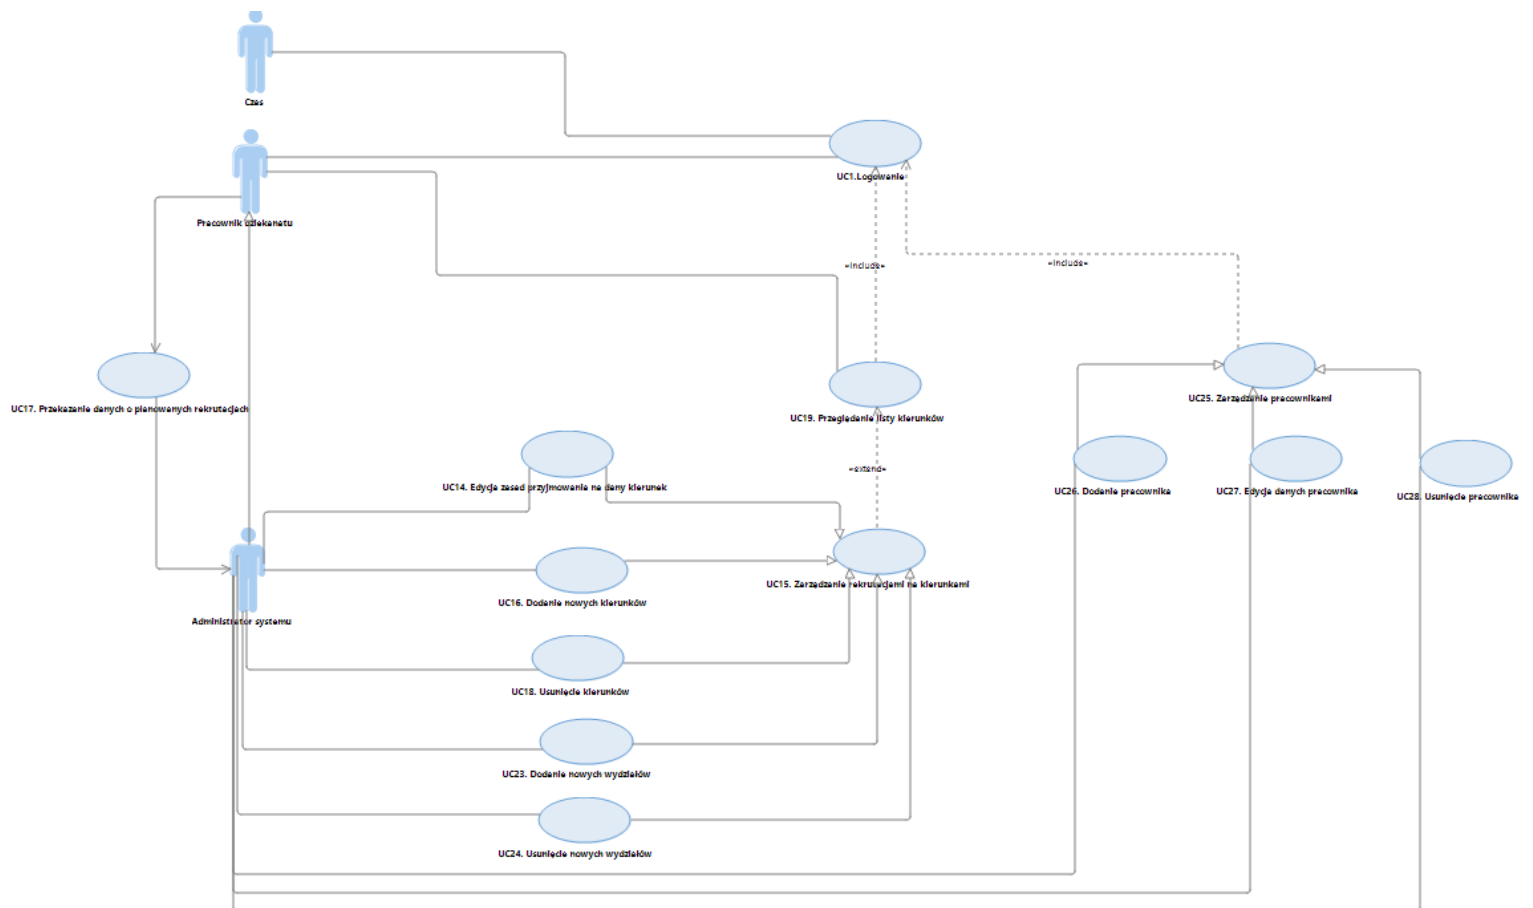 Czas
UC1.Logowanie
Pracownik dziekanatu
«include»
«include»
UC25. Zarządzanie pracownikami
UC17. Przekazanie danych o planowanych rekrutacjach
UC19. Przeglądanie listy kierunków
«extend»
UC14. Edycja zasad przyjmowania na dany kierunek
UC26. Dodanie pracownika
UC27. Edycja danych pracownika
UC28. Usunięcie pracownika
UC15. Zarządzanie rekrutacjami na kierunkami
UC16. Dodanie nowych kierunków
Administrator systemu
UC18. Usunięcie kierunków
UC23. Dodanie nowych wydziałów
UC24. Usunięcie nowych wydziałów